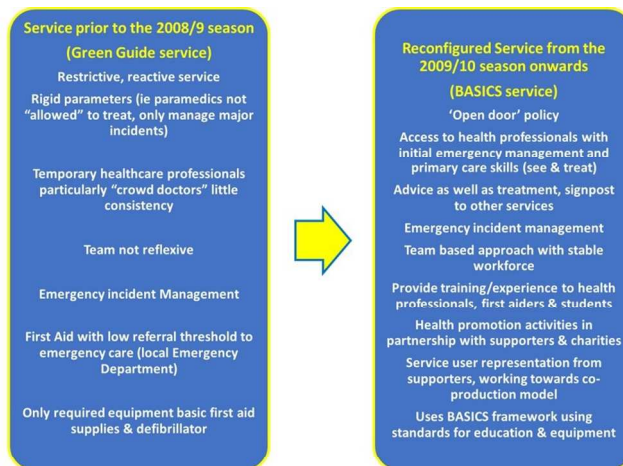 Service prior to the 2008/9 season
(Green Guide service)
Restrictive, reactive service
Rigid parameters (ie paramedics not
"allowed" to treat, only manage major
incidents)
Temporary healthcare professionals
particularly "crowd doctors" little
consistency
Team not reflexive
Emergency incident Management
First Aid with low referral threshold to
emergency care (local Emergency
Department)
Only required equipment basic first aid
supplies & defibrillator
Reconfigured Service from the
2009/10 season onwards
(BASICS service)
'Open door' policy
Access to health professionals with
initial emergency management and
primary care skills (see & treat)
Advice as well as treatment, signpost
to other services
Emergency incident management
Team based approach with stable
workforce
Provide training/experience to health
professionals, first aiders & students
Health promotion activities in
partnership with supporters & charities
Service user representation from
supporters, working towards co-
production model
Uses BASICS framework using
standards for education & equipment